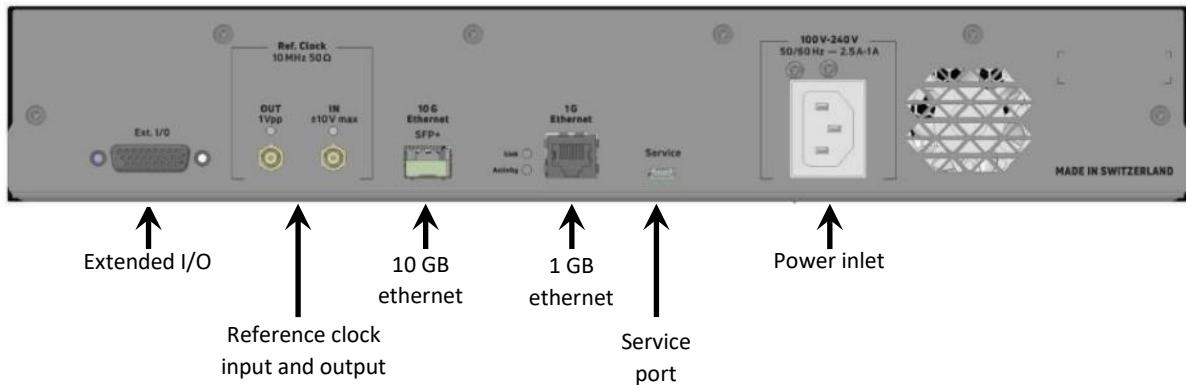 Ref. Clock
10 MHz 50 Ω
100 V-240 V
50/60 Hz — 2.5A-1A
OUT
1Vpp
IN
±10V max
10 G
Ethernet
SFP+
1 G
Ethernet
Ext. I/O
Link
Activity
Service
MADE IN SWITZERLAND
Extended I/O
Reference clock
input and output
10 GB
ethernet
1 GB
ethernet
Service
port
Power inlet